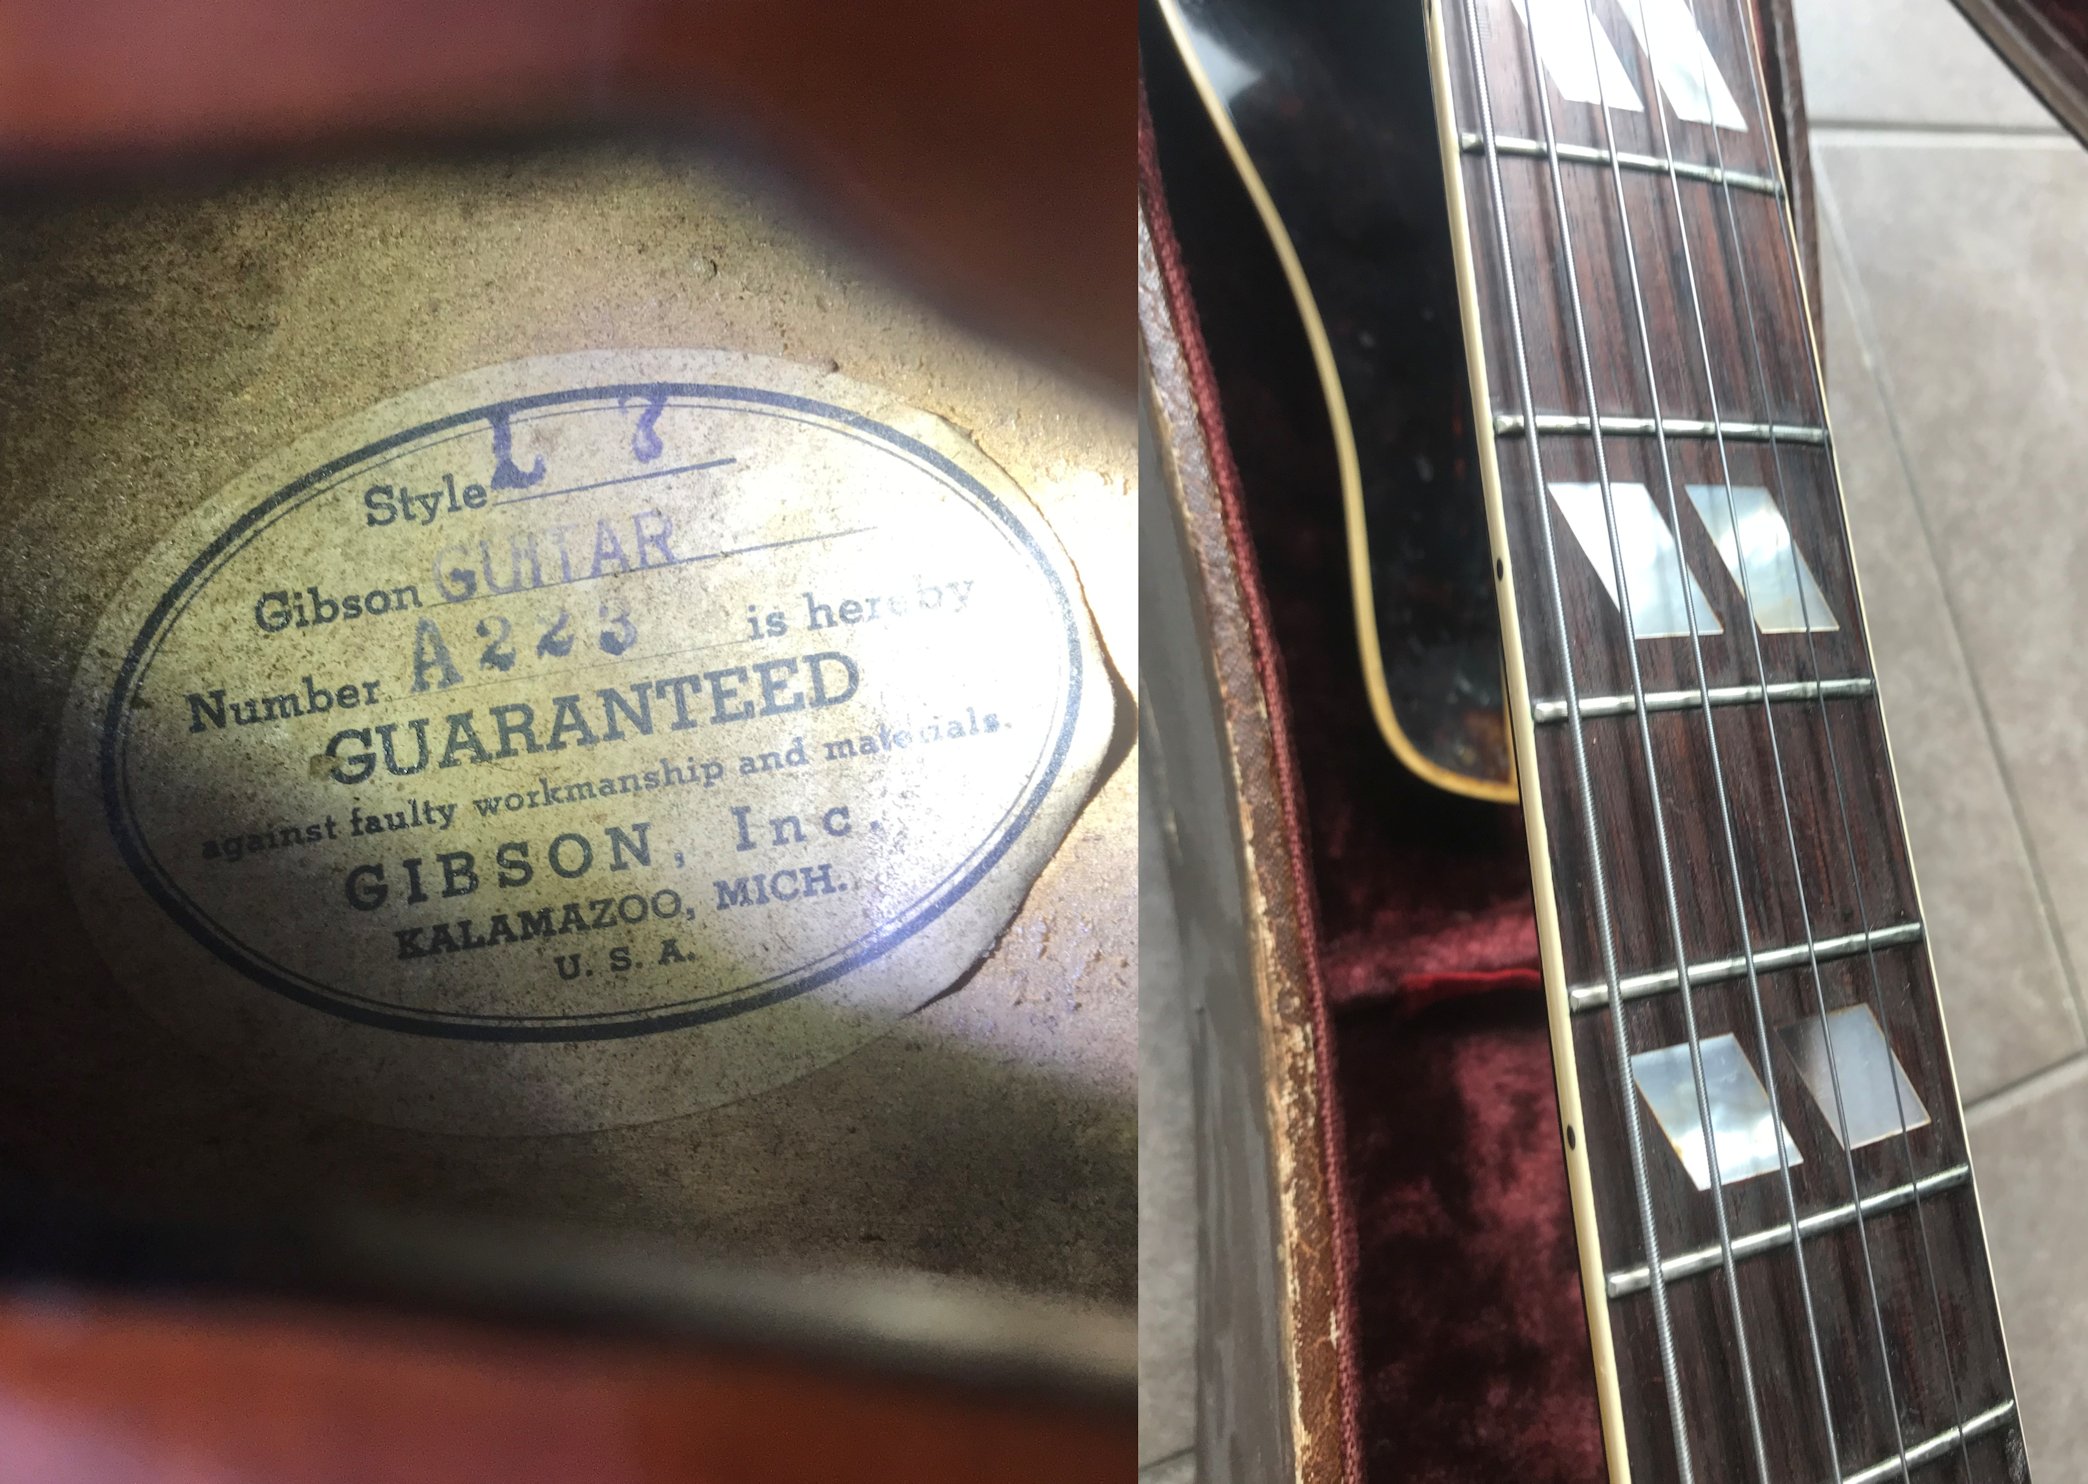 Style L 7
Gibson GUITAR
Number A223 is hereby
GUARANTEED
against faulty workmanship and materials.
GIBSON, Inc.
KALAMAZOO, MICH.
U. S. A.